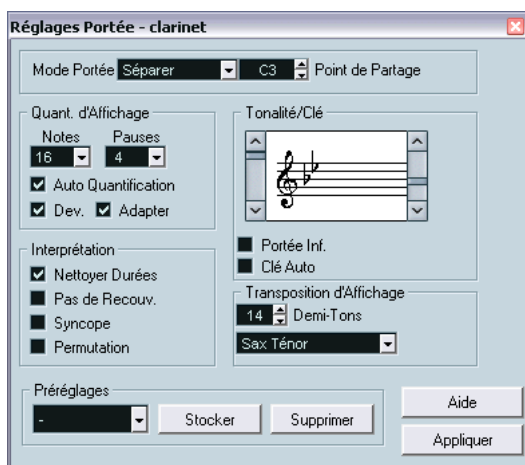 Réglages Portée - clarinet
Mode Portée Séparer C3 Point de Partage
Quant. d'Affichage
Notes Pauses
16 4
Auto Quantification
Dev. Adapter
Interprétation
Nettoyer Durées
Pas de Recouv.
Syncope
Permutation
Tonalité/Clé
Portée Inf.
Clé Auto
Transposition d'Affichage
14 Demi-Tons
Sax Ténor
Préréglages
- Stocker Supprimer
Aide
Appliquer